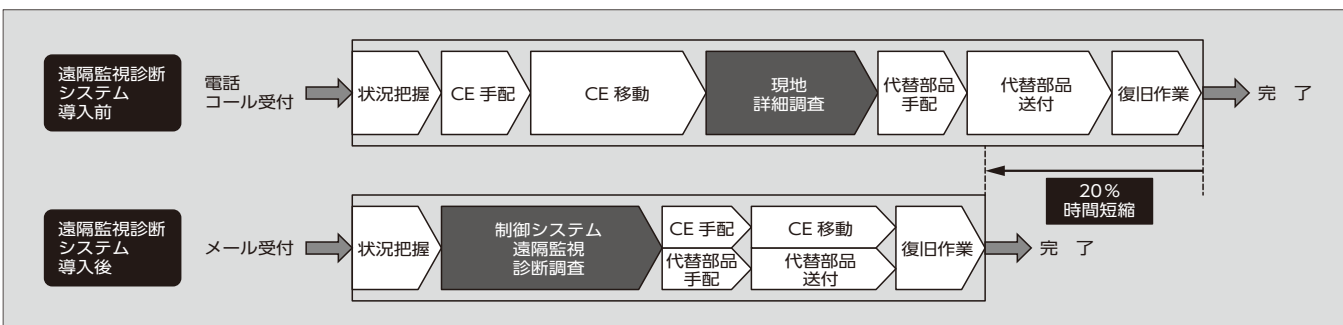 遠隔監視診断
システム
導入前
電話
コール受付
状況把握
CE 手配
CE 移動
現地
詳細調査
代替部品
手配
代替部品
送付
復旧作業
完　了
20%
時間短縮
遠隔監視診断
システム
導入後
メール受付
状況把握
制御システム
遠隔監視
診断調査
CE 手配
代替部品
手配
CE 移動
代替部品
送付
復旧作業
完　了